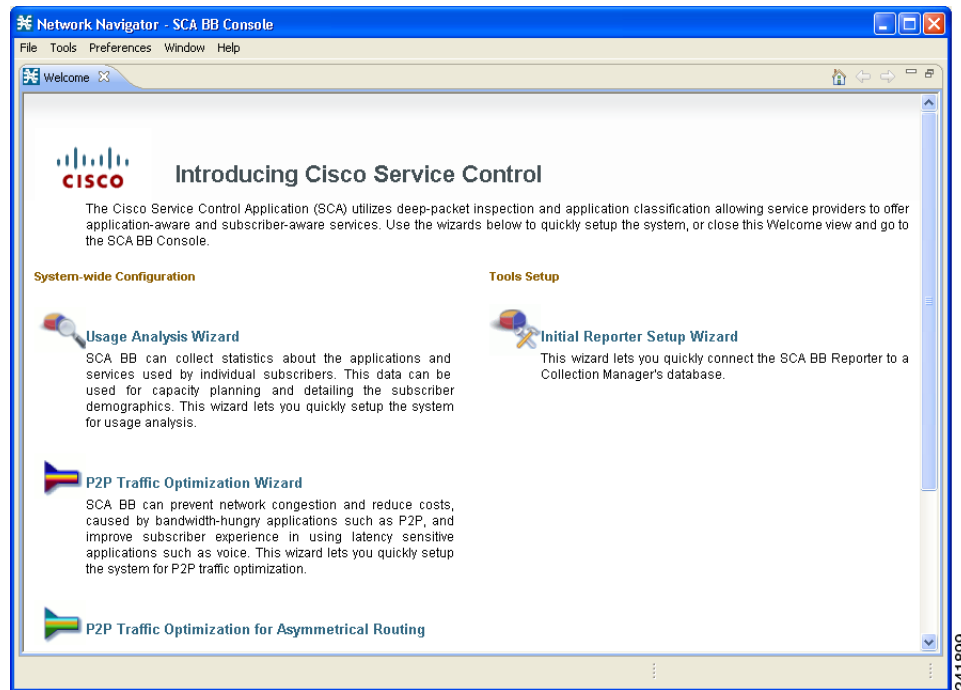 Network Navigator - SCA BB Console
File Tools Preferences Window Help
Welcome
CISCO
Introducing Cisco Service Control
The Cisco Service Control Application (SCA) utilizes deep-packet inspection and application classification allowing service providers to offer
application-aware and subscriber-aware services. Use the wizards below to quickly setup the system, or close this Welcome view and go to
the SCA BB Console.
System-wide Configuration
Usage Analysis Wizard
SCA BB can collect statistics about the applications and
services used by individual subscribers. This data can be
used for capacity planning and detailing the subscriber
demographics. This wizard lets you quickly setup the system
for usage analysis.
P2P Traffic Optimization Wizard
SCA BB can prevent network congestion and reduce costs,
caused by bandwidth-hungry applications such as P2P, and
improve subscriber experience in using latency sensitive
applications such as voice. This wizard lets you quickly setup
the system for P2P traffic optimization.
P2P Traffic Optimization for Asymmetrical Routing
Tools Setup
Initial Reporter Setup Wizard
This wizard lets you quickly connect the SCA BB Reporter to a
Collection Manager's database.
241899